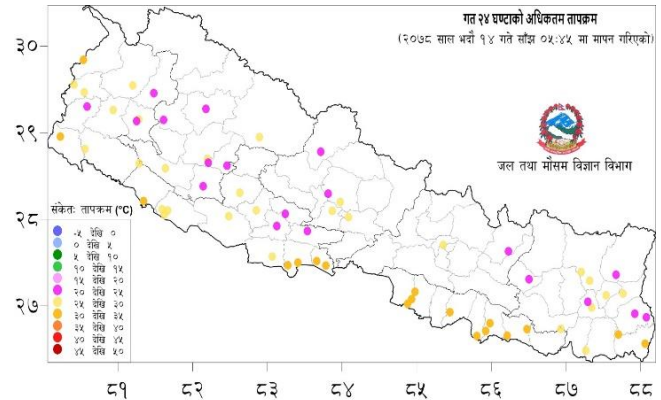 गत २४ घण्टाको अधिकतम तापक्रम
(२०७८ साल भदौ १४ गते साँझ ०५:४५ मा मापन गरिएको)
३०
२९
२८
२७
जल तथा मौसम विज्ञान विभाग
संकेतः तापक्रम (°C)
-५ देखि ०
० देखि ५
५ देखि १०
१० देखि १५
१५ देखि २०
२० देखि २५
२५ देखि ३०
३० देखि ३५
३५ देखि ४०
४० देखि ४५
४५ देखि ५०
८१ ८२ ८३ ८४ ८५ ८६ ८७ ८८